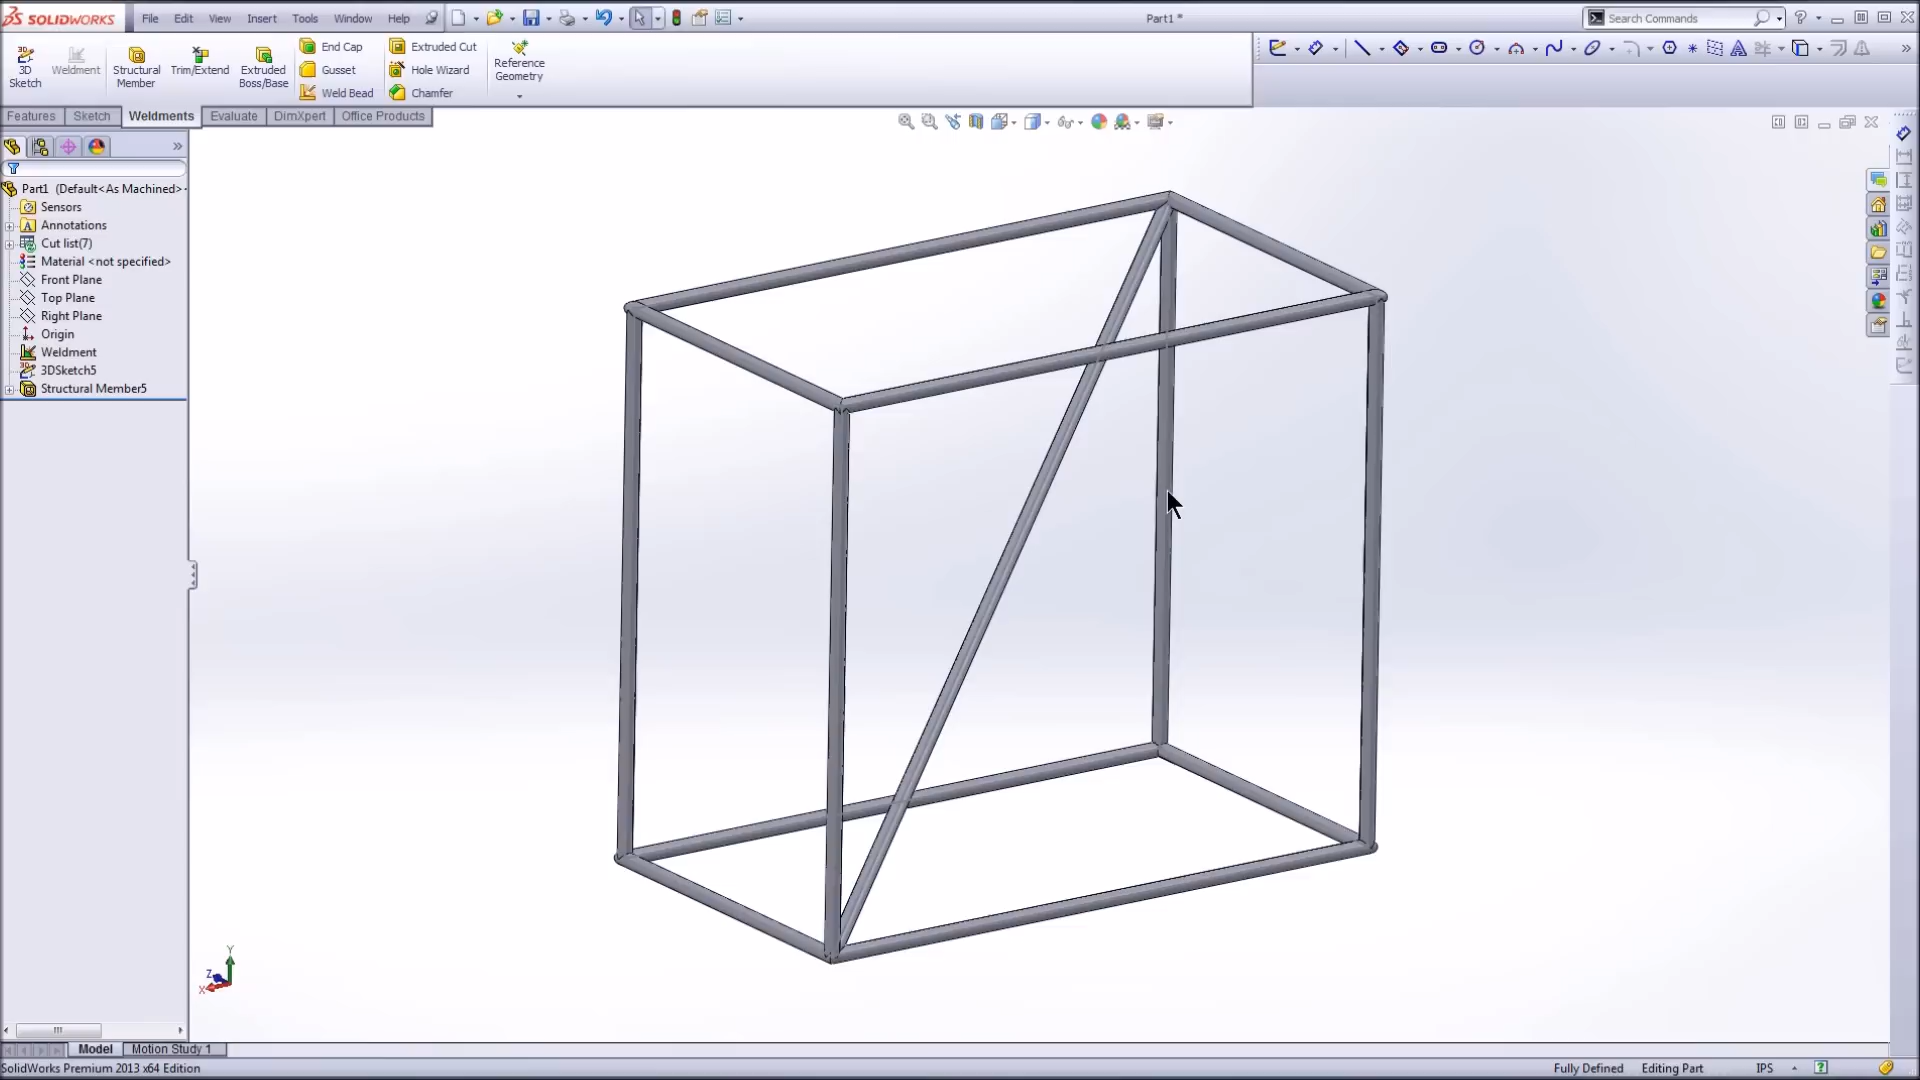 SOLIDWORKS File Edit View Insert Tools Window Help Part1 * Search Commands
3D Sketch
Weldment
Structural Member
Trim/Extend
Extruded Boss/Base
End Cap
Gusset
Weld Bead
Extruded Cut
Hole Wizard
Chamfer
Reference Geometry
Features Sketch Weldments Evaluate DimXpert Office Products
Part1 (Default<As Machined>
Sensors
Annotations
Cut list(7)
Material <not specified>
Front Plane
Top Plane
Right Plane
Origin
Weldment
3DSketch5
Structural Member5
Y
Z
X
Model Motion Study 1
SolidWorks Premium 2013 x64 Edition Fully Defined Editing Part IPS